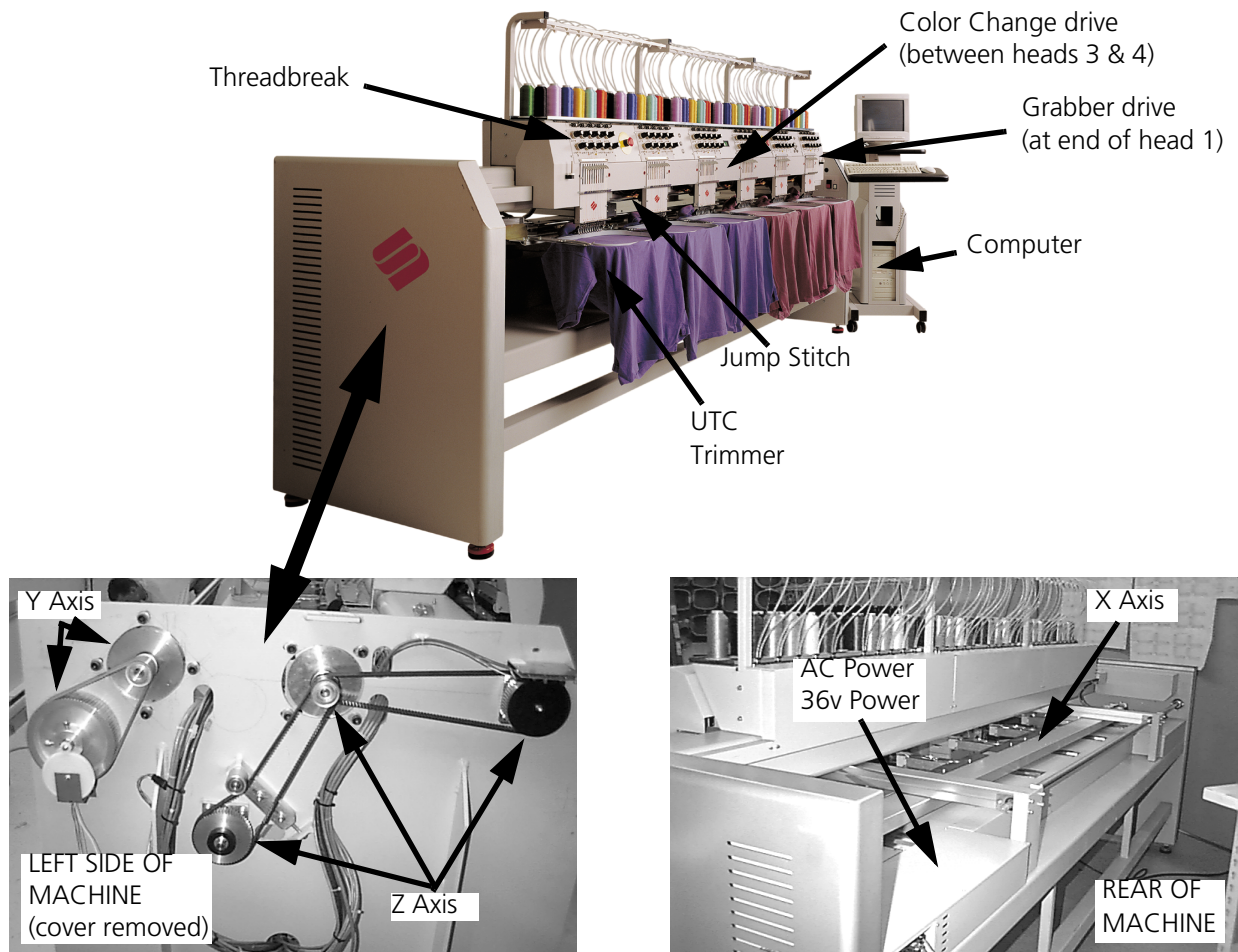 Color Change drive
(between heads 3 & 4)
Threadbreak
Grabber drive
(at end of head 1)
Computer
Jump Stitch
UTC
Trimmer
Y Axis
LEFT SIDE OF
MACHINE
(cover removed)
Z Axis
X Axis
AC Power
36v Power
REAR OF
MACHINE